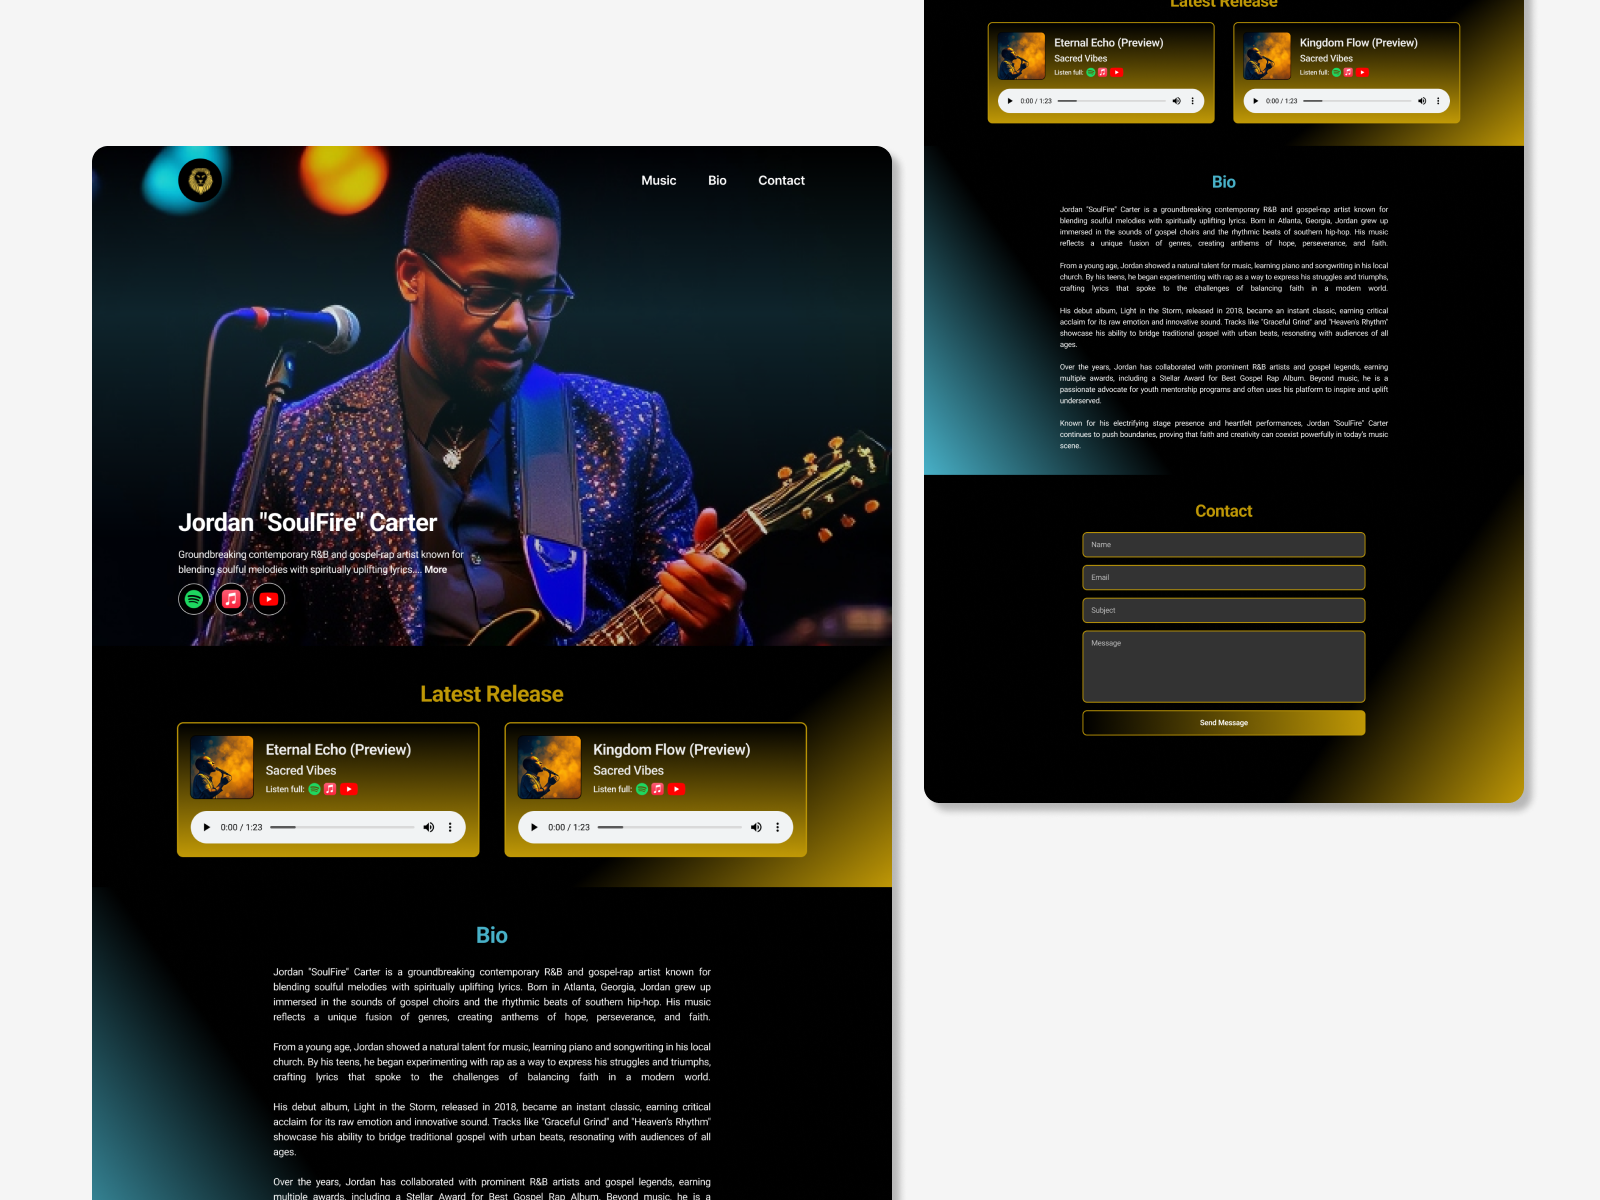 Music
Bio
Contact
Jordan "SoulFire" Carter
Groundbreaking contemporary R&B and gospel-rap artist known for
blending soulful melodies with spiritually uplifting lyrics.... More
Latest Release
Eternal Echo (Preview)
Sacred Vibes
Listen full:
0:00 / 1:23
Kingdom Flow (Preview)
Sacred Vibes
Listen full:
0:00 / 1:23
Bio
Jordan "SoulFire" Carter is a groundbreaking contemporary R&B and gospel-rap artist known for
blending soulful melodies with spiritually uplifting lyrics. Born in Atlanta, Georgia, Jordan grew up
immersed in the sounds of gospel choirs and the rhythmic beats of southern hip-hop. His music
reflects a unique fusion of genres, creating anthems of hope, perseverance, and faith.
From a young age, Jordan showed a natural talent for music, learning piano and songwriting in his local
church. By his teens, he began experimenting with rap as a way to express his struggles and triumphs,
crafting lyrics that spoke to the challenges of balancing faith in a modern world.
His debut album, Light in the Storm, released in 2018, became an instant classic, earning critical
acclaim for its raw emotion and innovative sound. Tracks like "Graceful Grind" and "Heaven's Rhythm"
showcase his ability to bridge traditional gospel with urban beats, resonating with audiences of all
ages.
Over the years, Jordan has collaborated with prominent R&B artists and gospel legends, earning
multiple awards, including a Stellar Award for Best Gospel Rap Album. Beyond music, he is a
Latest Release
Eternal Echo (Preview)
Sacred Vibes
Listen full:
0:00 / 1:23
Kingdom Flow (Preview)
Sacred Vibes
Listen full:
0:00 / 1:23
Bio
Jordan "SoulFire" Carter is a groundbreaking contemporary R&B and gospel-rap artist known for
blending soulful melodies with spiritually uplifting lyrics. Born in Atlanta, Georgia, Jordan grew up
immersed in the sounds of gospel choirs and the rhythmic beats of southern hip-hop. His music
reflects a unique fusion of genres, creating anthems of hope, perseverance, and faith.
From a young age, Jordan showed a natural talent for music, learning piano and songwriting in his local
church. By his teens, he began experimenting with rap as a way to express his struggles and triumphs,
crafting lyrics that spoke to the challenges of balancing faith in a modern world.
His debut album, Light in the Storm, released in 2018, became an instant classic, earning critical
acclaim for its raw emotion and innovative sound. Tracks like "Graceful Grind" and "Heaven's Rhythm"
showcase his ability to bridge traditional gospel with urban beats, resonating with audiences of all
ages.
Over the years, Jordan has collaborated with prominent R&B artists and gospel legends, earning
multiple awards, including a Stellar Award for Best Gospel Rap Album. Beyond music, he is a
passionate advocate for youth mentorship programs and often uses his platform to inspire and uplift
underserved.
Known for his electrifying stage presence and heartfelt performances, Jordan "SoulFire" Carter
continues to push boundaries, proving that faith and creativity can coexist powerfully in today's music
scene.
Contact
Name
Email
Subject
Message
Send Message